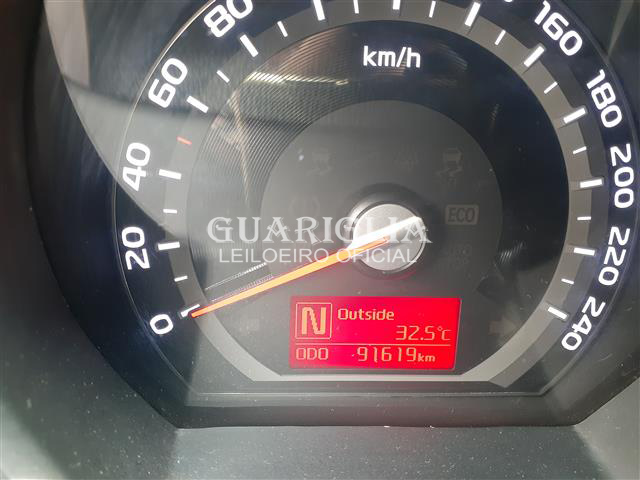 km/h
0
20
40
60
80
140
160
180
200
220
240
ECO
GUARIGLIA
LEILOEIRO OFICIAL
N Outside
32.5°C
ODO 91619km